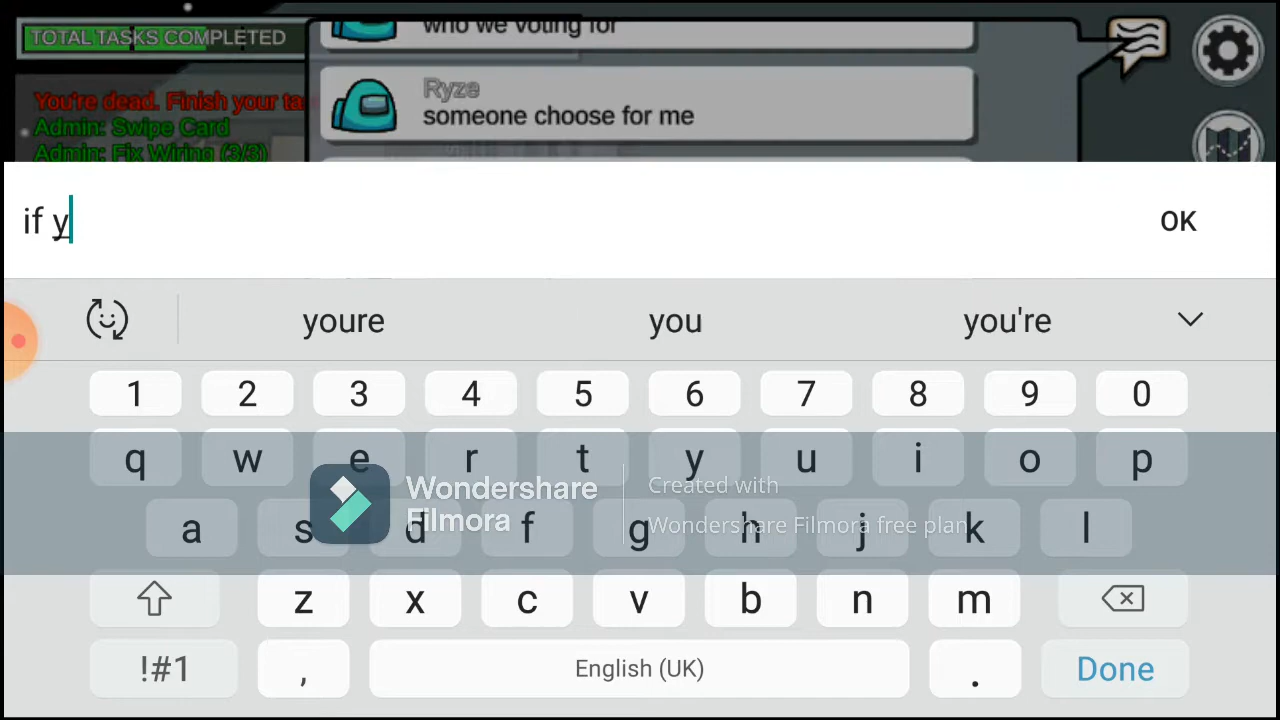 TOTAL TASKS COMPLETED
who we voting for
Ryze
someone choose for me
You're dead. Finish your
Admin: Swipe Card
Admin: Fix Wiring (3/3)
if y
OK
youre you you're
1 2 3 4 5 6 7 8 9 0
q w e r t y u i o p
Wondershare
Filmora
Created with
Wondershare Filmora free plan
a s d f g h j k l
z x c v b n m
!#1 , English (UK) . Done